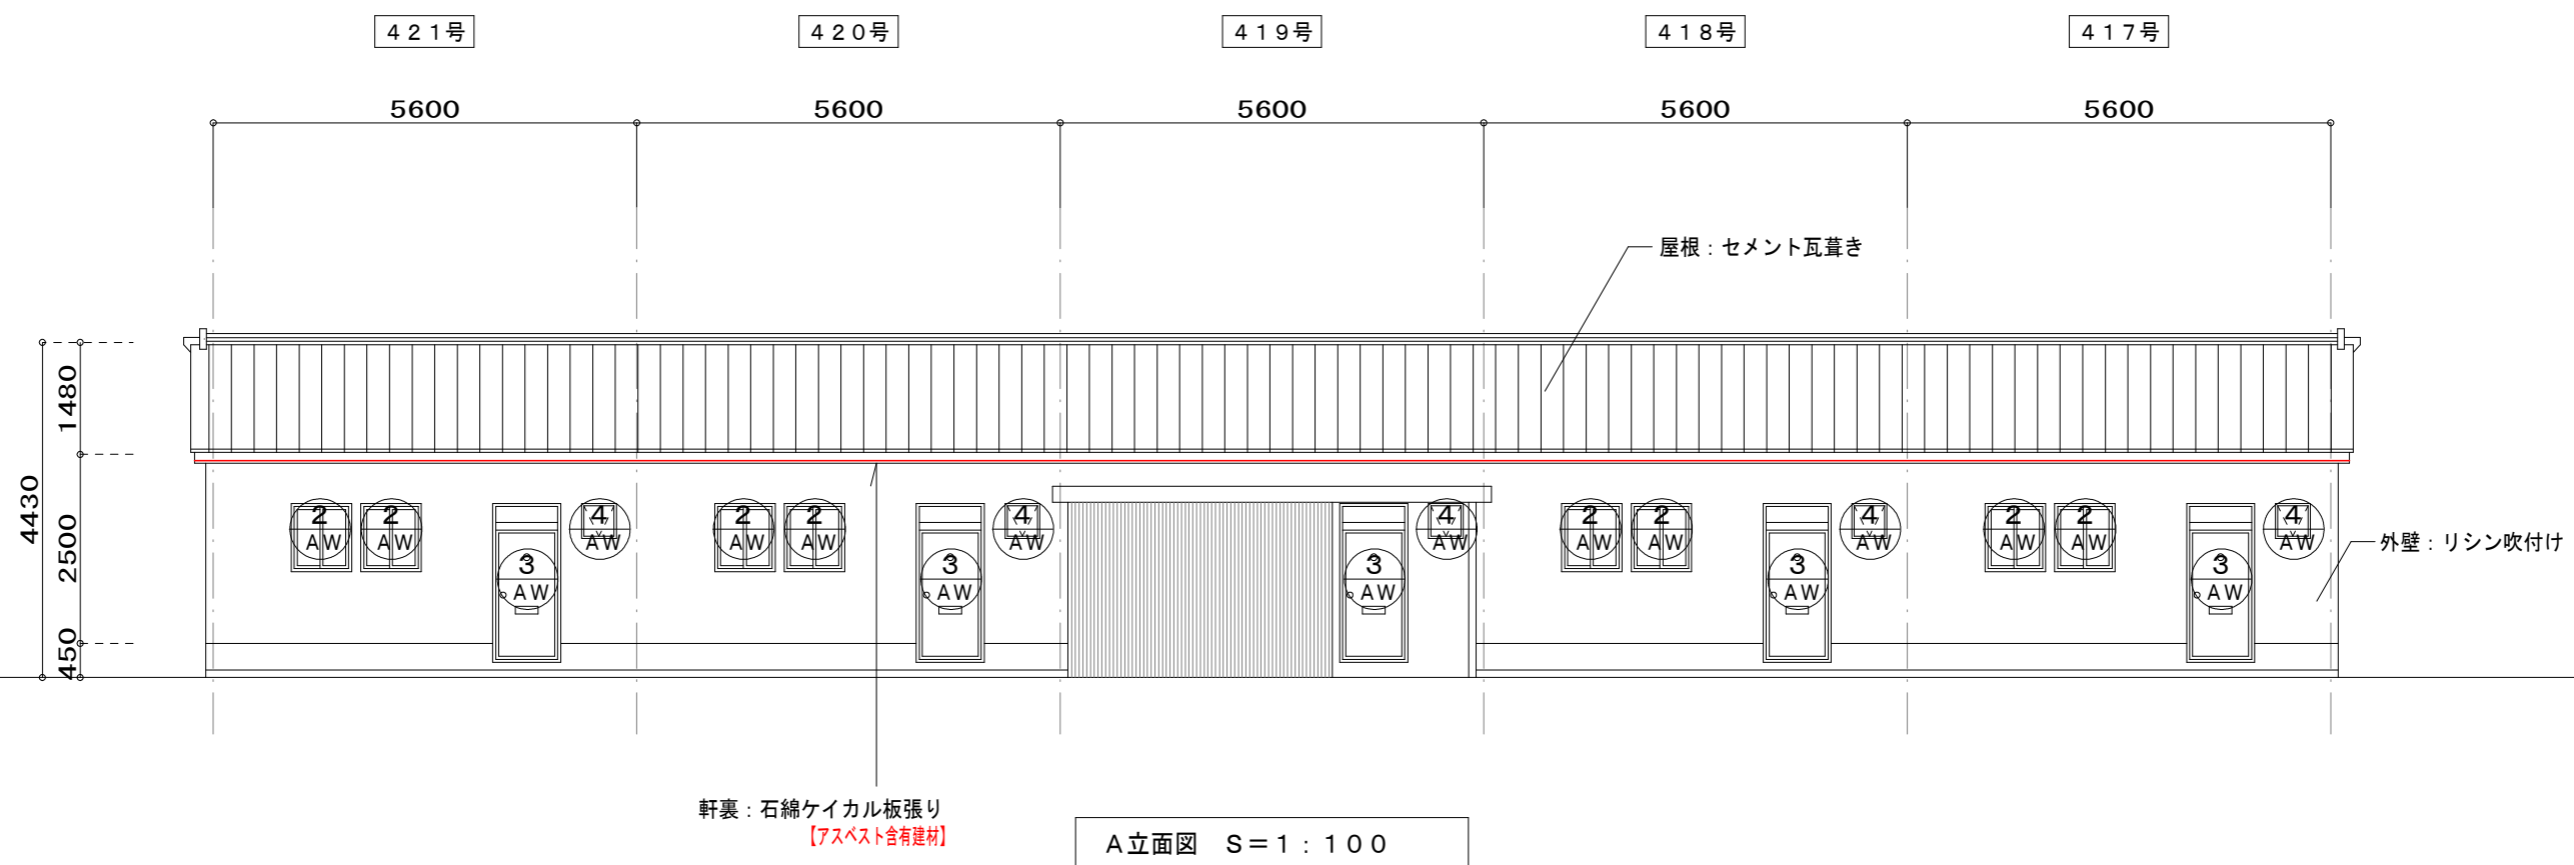 ４２１号
４２０号
４１９号
４１８号
４１７号
5600
5600
5600
5600
5600
屋根：セメント瓦葺き
1480
4430
2500
450
2
AW
2
AW
3
AW
4
AW
2
AW
2
AW
3
AW
4
AW
3
AW
4
AW
2
AW
2
AW
3
AW
4
AW
2
AW
2
AW
3
AW
4
AW
外壁：リシン吹付け
軒裏：石綿ケイカル板張り
【アスベスト含有建材】
A立面図　S＝１：１００